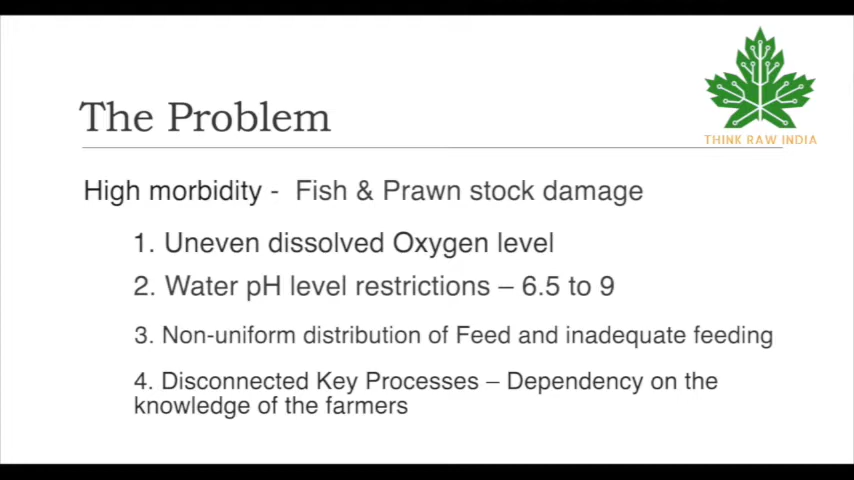 THINK RAW INDIA
The Problem
High morbidity - Fish & Prawn stock damage
1. Uneven dissolved Oxygen level
2. Water pH level restrictions – 6.5 to 9
3. Non-uniform distribution of Feed and inadequate feeding
4. Disconnected Key Processes – Dependency on the
knowledge of the farmers